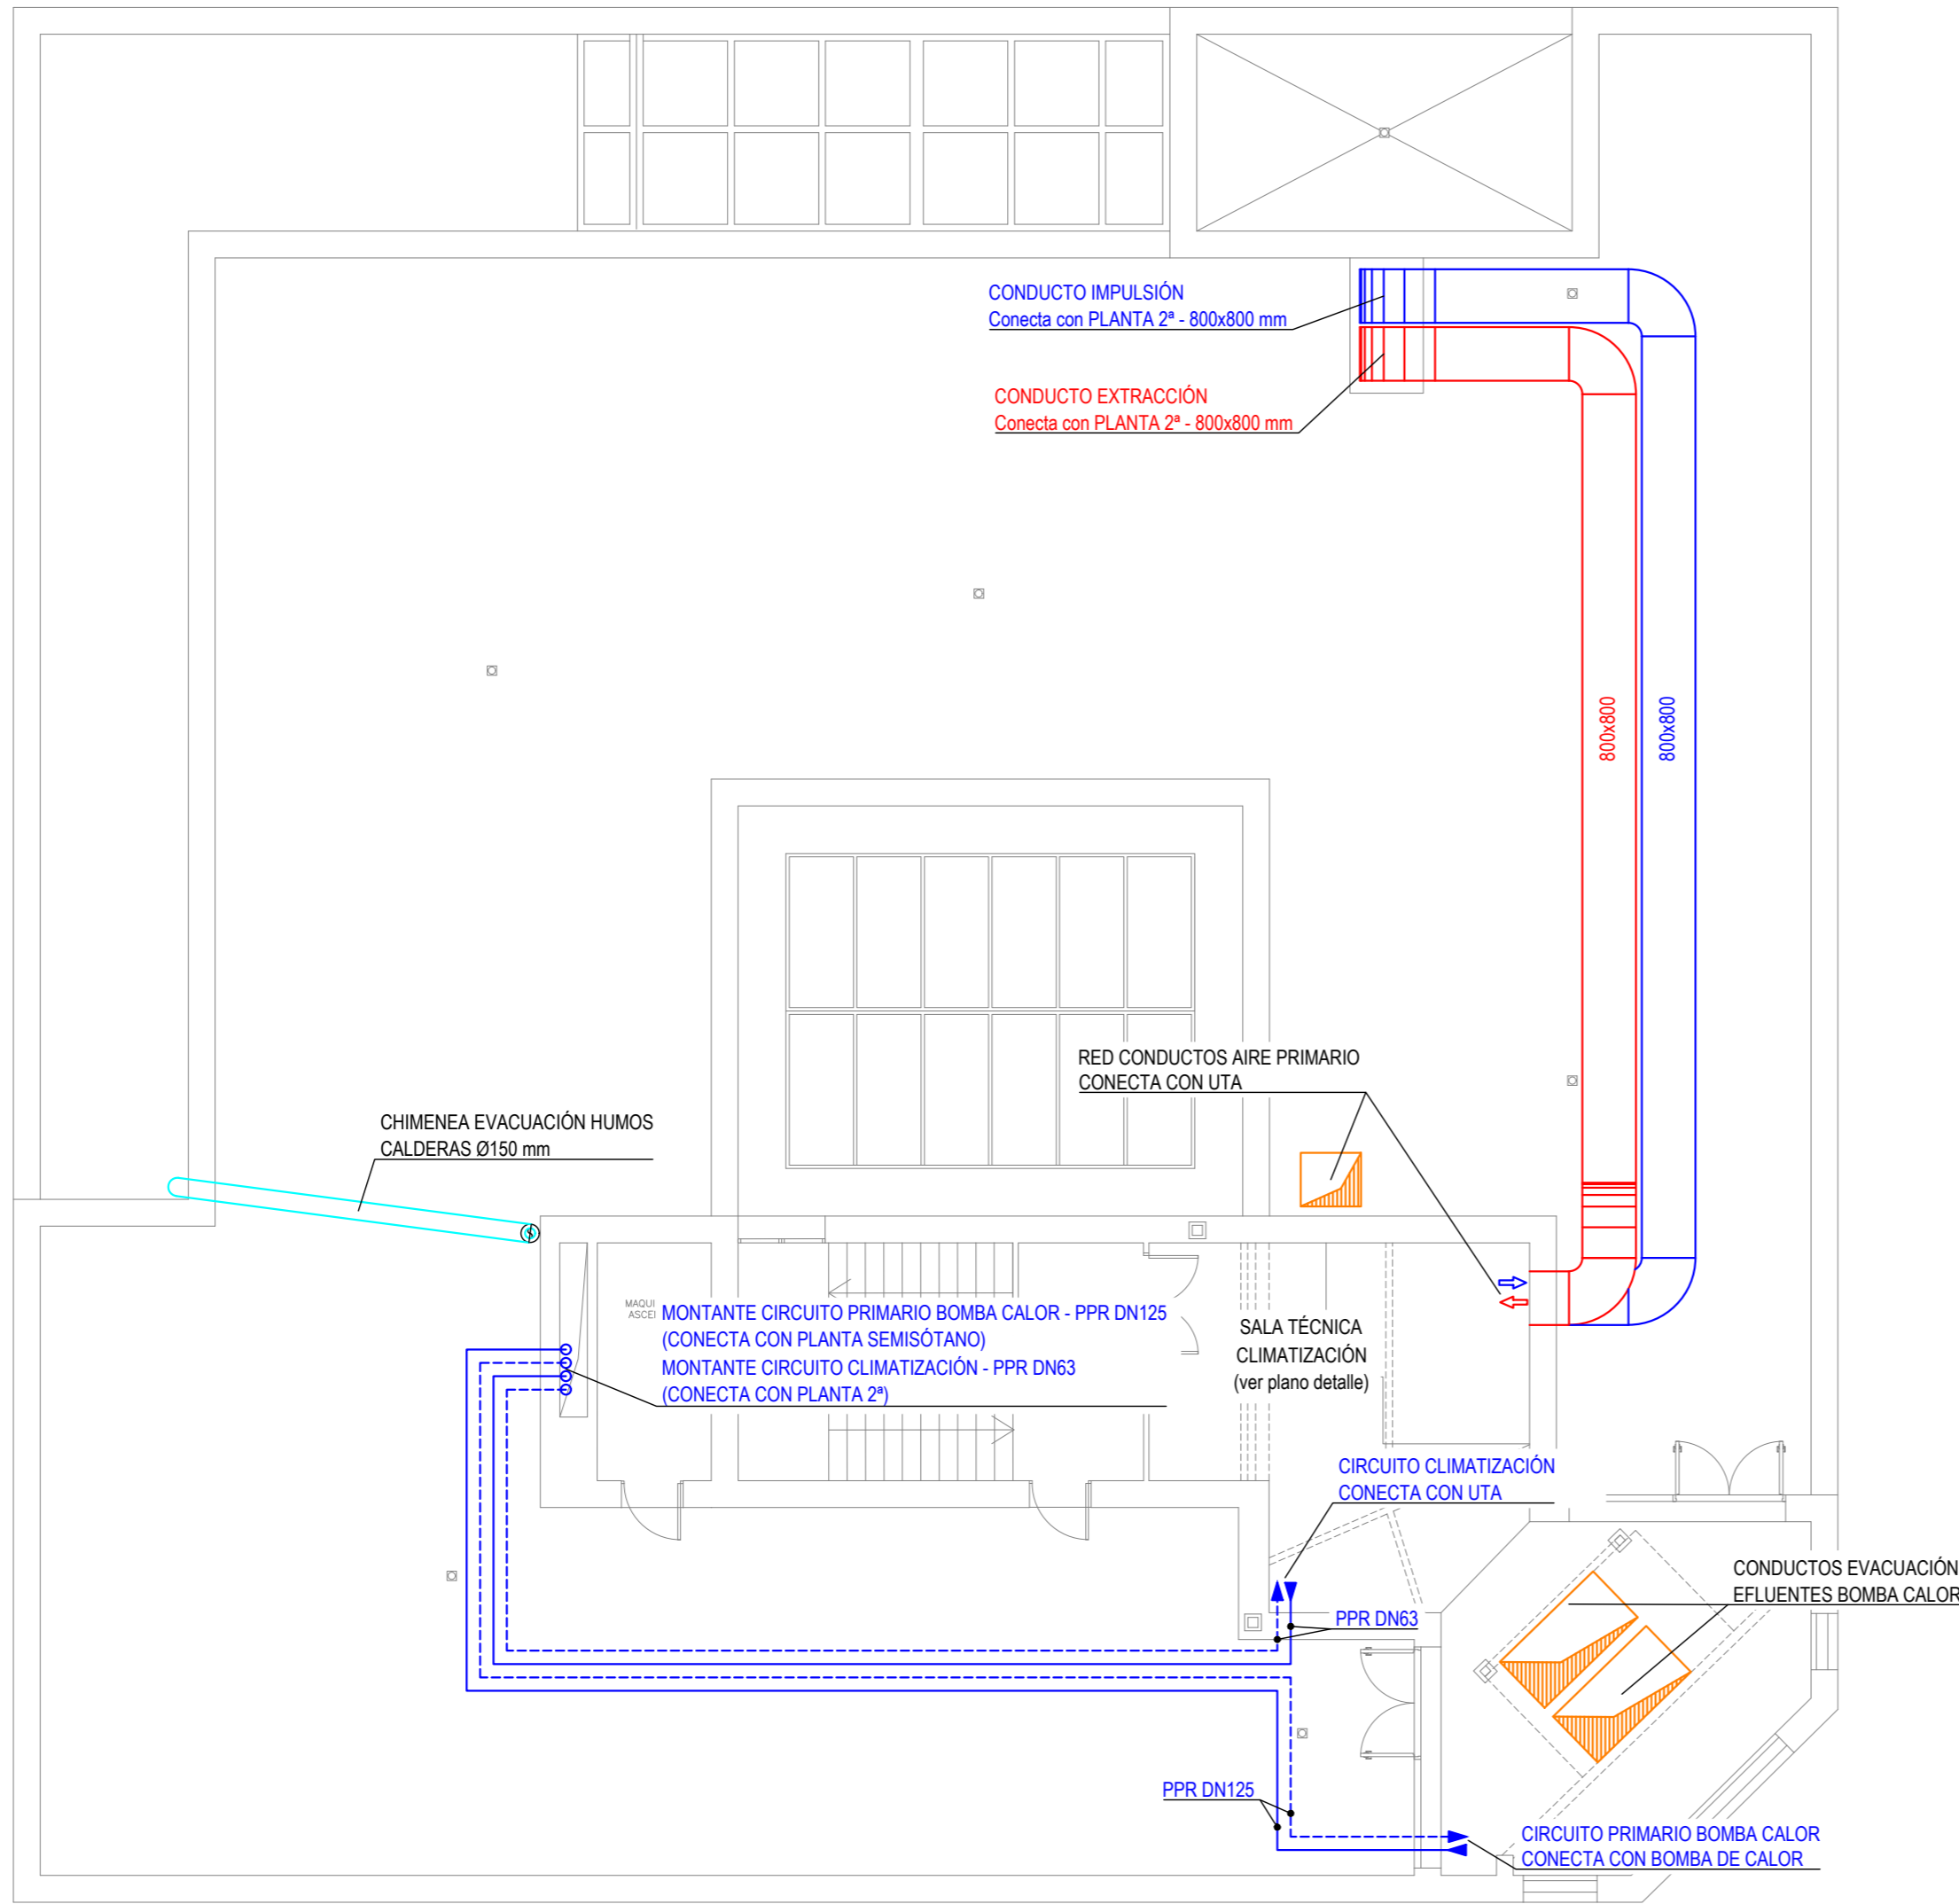 CONDUCTO IMPULSIÓN
Conecta con PLANTA 2ª - 800x800 mm
CONDUCTO EXTRACCIÓN
Conecta con PLANTA 2ª - 800x800 mm
800x800
800x800
RED CONDUCTOS AIRE PRIMARIO
CONECTA CON UTA
CHIMENEA EVACUACIÓN HUMOS
CALDERAS Ø150 mm
MAQUI
ASCEI
MONTANTE CIRCUITO PRIMARIO BOMBA CALOR - PPR DN125
(CONECTA CON PLANTA SEMISÓTANO)
MONTANTE CIRCUITO CLIMATIZACIÓN - PPR DN63
(CONECTA CON PLANTA 2ª)
SALA TÉCNICA
CLIMATIZACIÓN
(ver plano detalle)
CIRCUITO CLIMATIZACIÓN
CONECTA CON UTA
CONDUCTOS EVACUACIÓN
EFLUENTES BOMBA CALOR
PPR DN63
PPR DN125
CIRCUITO PRIMARIO BOMBA CALOR
CONECTA CON BOMBA DE CALOR